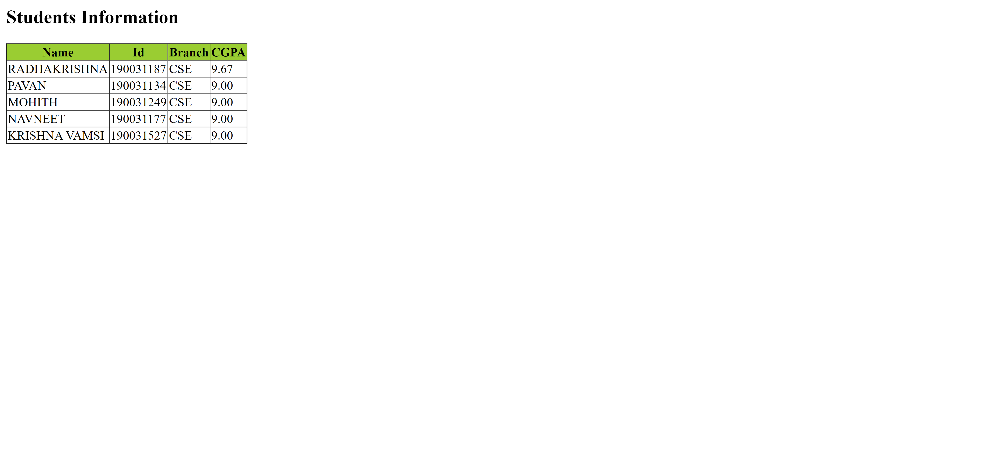 Students Information
Name Id Branch CGPA
RADHAKRISHNA 190031187 CSE 9.67
PAVAN 190031134 CSE 9.00
MOHITH 190031249 CSE 9.00
NAVNEET 190031177 CSE 9.00
KRISHNA VAMSI 190031527 CSE 9.00